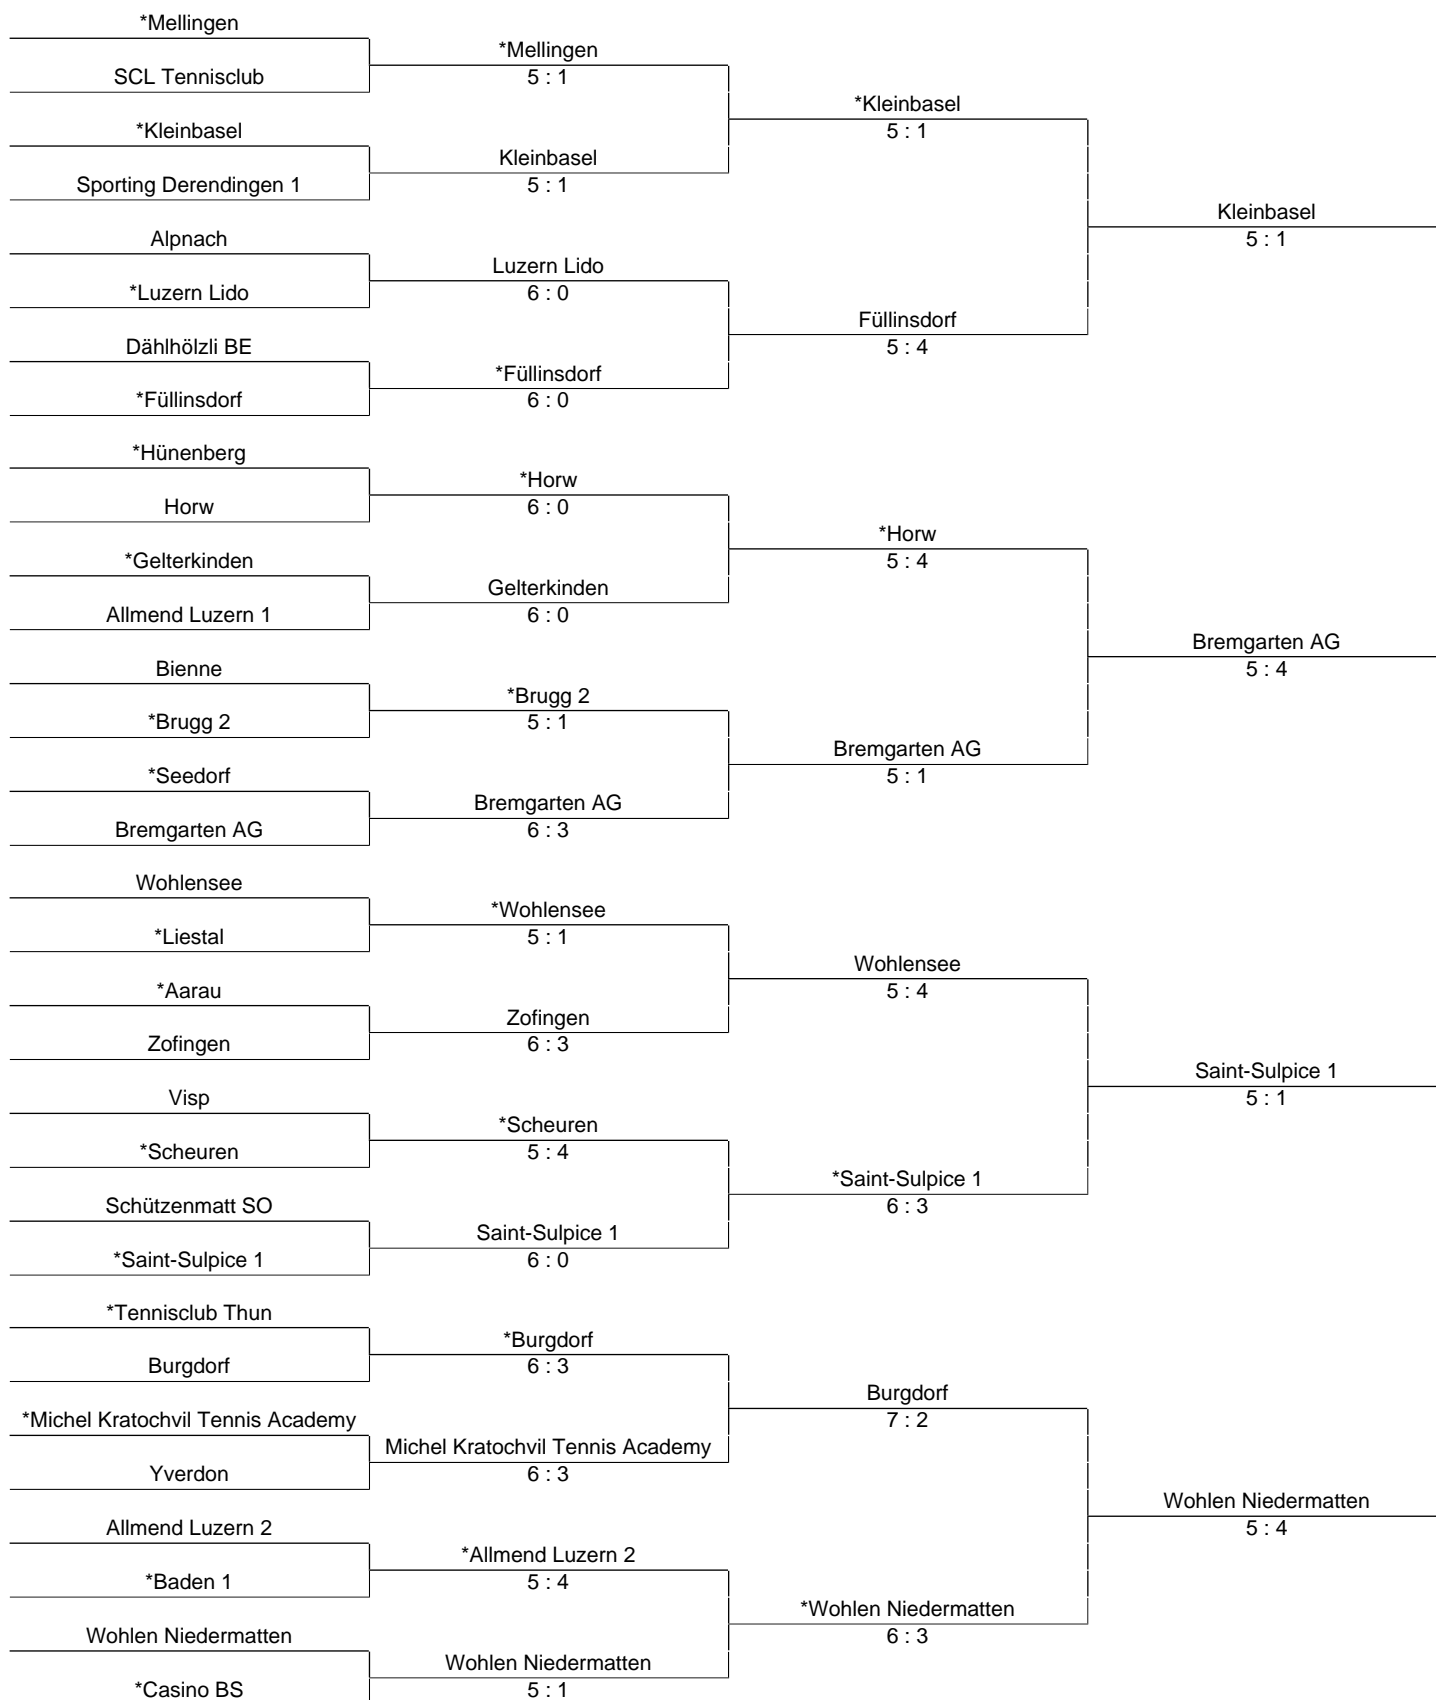 *Mellingen
SCL Tennisclub
*Kleinbasel
Sporting Derendingen 1
Alpnach
*Luzern Lido
Dählhölzli BE
*Füllinsdorf
*Hünenberg
Horw
*Gelterkinden
Allmend Luzern 1
Bienne
*Brugg 2
*Seedorf
Bremgarten AG
Wohlensee
*Liestal
*Aarau
Zofingen
Visp
*Scheuren
Schützenmatt SO
*Saint-Sulpice 1
*Tennisclub Thun
Burgdorf
*Michel Kratochvil Tennis Academy
Yverdon
Allmend Luzern 2
*Baden 1
Wohlen Niedermatten
*Casino BS
*Mellingen
5 : 1
Kleinbasel
5 : 1
Luzern Lido
6 : 0
*Füllinsdorf
6 : 0
*Horw
6 : 0
Gelterkinden
6 : 0
*Brugg 2
5 : 1
Bremgarten AG
6 : 3
*Wohlensee
5 : 1
Zofingen
6 : 3
*Scheuren
5 : 4
Saint-Sulpice 1
6 : 0
*Burgdorf
6 : 3
Michel Kratochvil Tennis Academy
6 : 3
*Allmend Luzern 2
5 : 4
Wohlen Niedermatten
5 : 1
*Kleinbasel
5 : 1
Füllinsdorf
5 : 4
*Horw
5 : 4
Bremgarten AG
5 : 1
Wohlensee
5 : 4
*Saint-Sulpice 1
6 : 3
Burgdorf
7 : 2
*Wohlen Niedermatten
6 : 3
Kleinbasel
5 : 1
Bremgarten AG
5 : 4
Saint-Sulpice 1
5 : 1
Wohlen Niedermatten
5 : 4